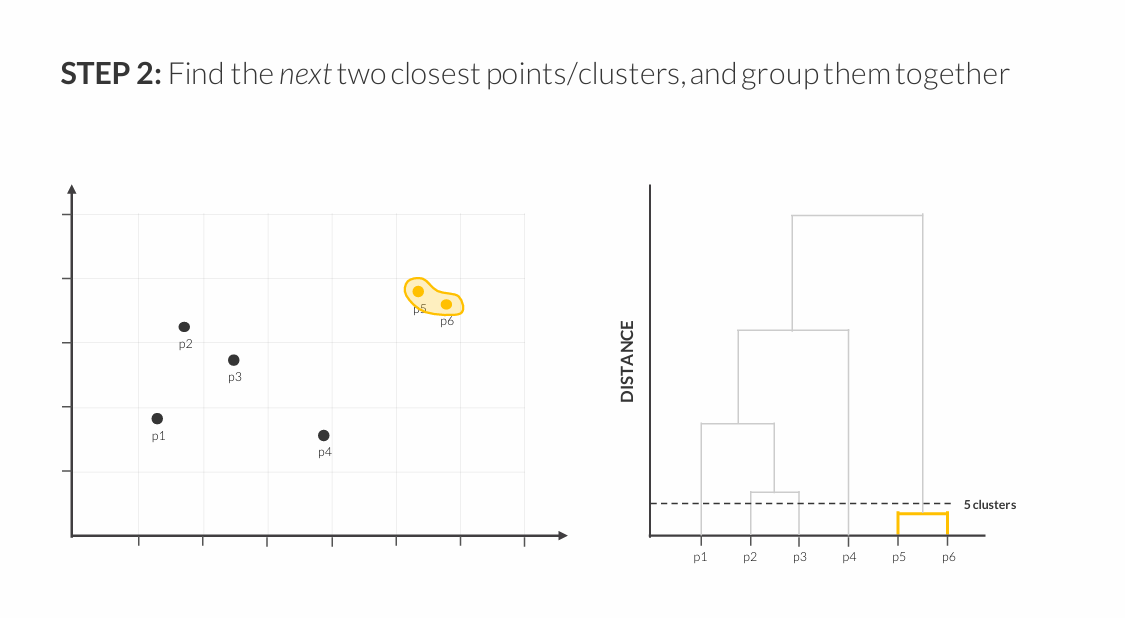 STEP 2: Find the next two closest points/clusters, and group them together
p5
p6
p2
p3
p1
p4
DISTANCE
5 clusters
p1 p2 p3 p4 p5 p6